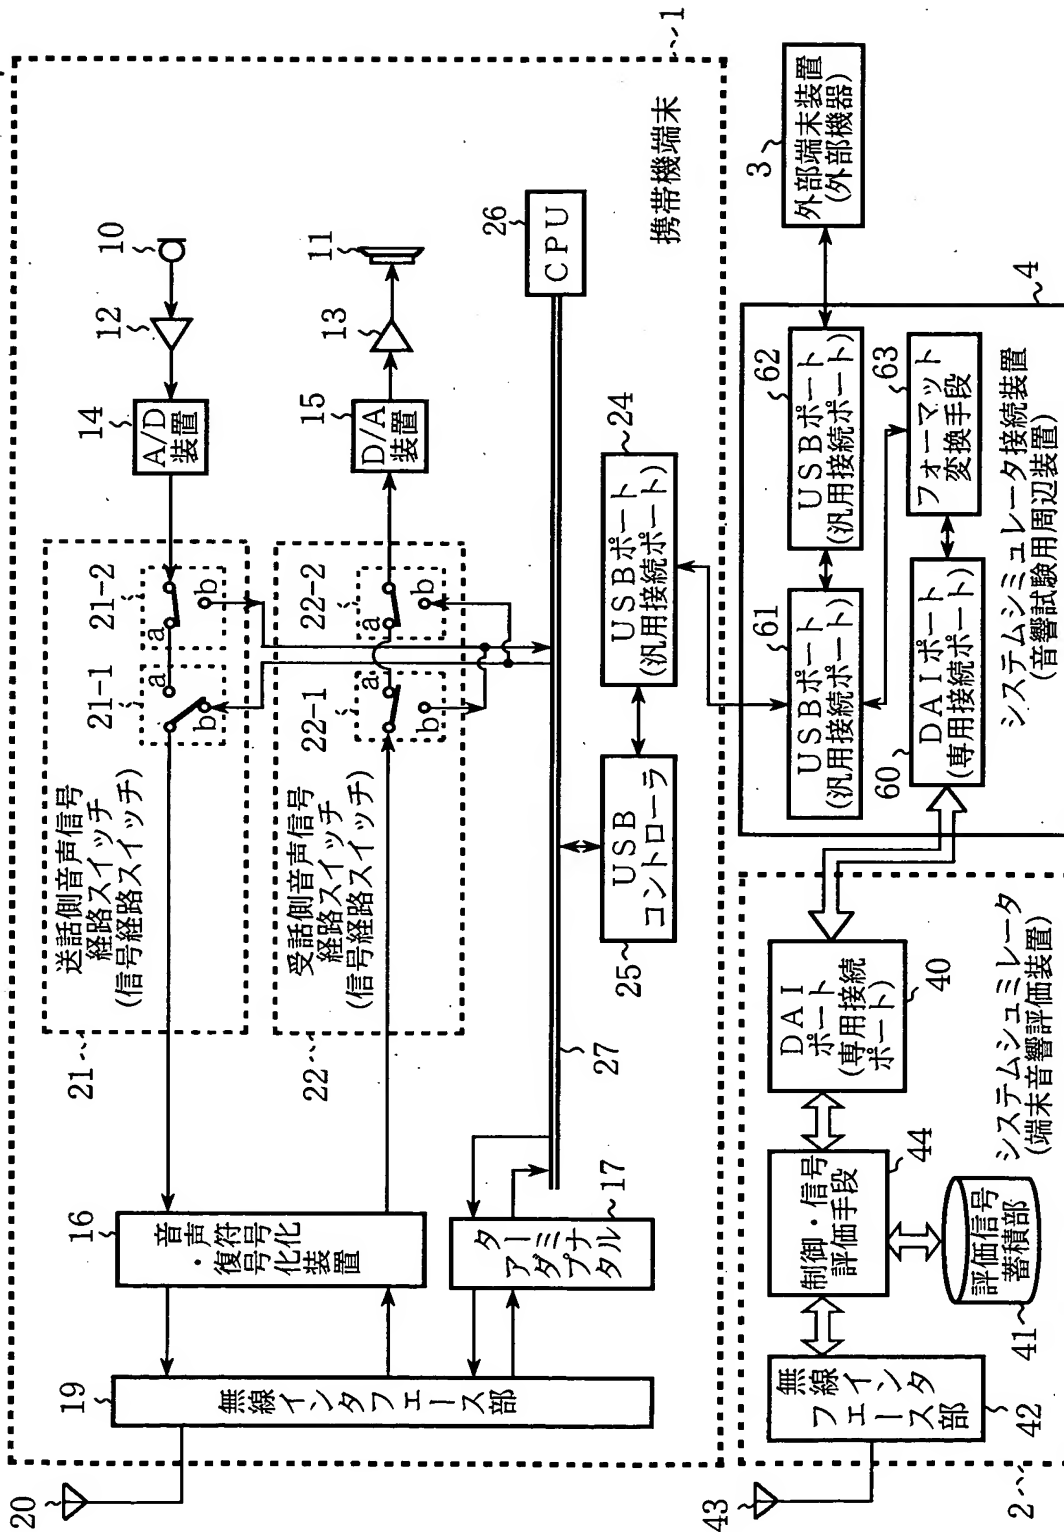 20
19
無線インタフェース部
16
音声符号化
・復号化
装置
ターミナル
アダプタ
17
21
送話側音声信号
経路スイッチ
(信号経路スイッチ)
21-1
a
b
21-2
a
b
14
A/D
装置
12
10
22
受話側音声信号
経路スイッチ
(信号経路スイッチ)
22-1
a
b
22-2
a
b
15
D/A
装置
13
11
27
26
CPU
25
USB
コントローラ
24
USBポート
(汎用接続ポート)
携帯機端末
1
43
2
42
無線インタ
フェース部
44
制御・信号
評価手段
41
評価信号
蓄積部
40
DAI
ポート
(専用接続
ポート)
システムシュミレータ
(端末音響評価装置)
61
USBポート
(汎用接続ポート)
62
USBポート
(汎用接続ポート)
60
DAIポート
(専用接続ポート)
63
フォーマット
変換手段
システムシミュレータ接続装置
(音響試験用周辺装置)
4
3
外部端末装置
(外部機器)